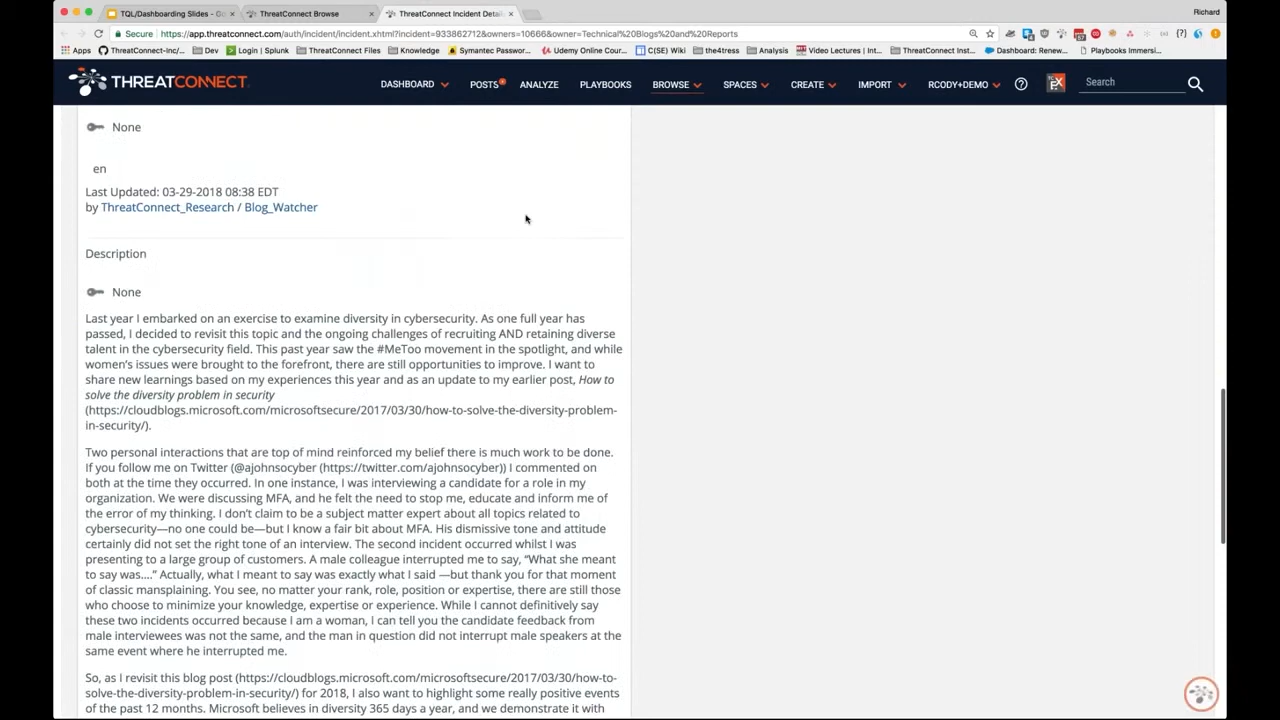 TQL/Dashboarding Slides - Go
ThreatConnect Browse
ThreatConnect Incident Detail
Richard
Secure
https://app.threatconnect.com/auth/incident/incident.xhtml?incident=933862712&owners=10666&owner=Technical%20Blogs%20and%20Reports
Apps
ThreatConnect-Inc/...
Dev
Login | Splunk
ThreatConnect Files
Knowledge
Symantec Passwor...
Udemy Online Cour...
C(SE) Wiki
the4tress
Analysis
Video Lectures | Int...
ThreatConnect Inst...
Dashboard: Renew...
Playbooks Immersi...
THREATCONNECT
DASHBOARD
POSTS
ANALYZE
PLAYBOOKS
BROWSE
SPACES
CREATE
IMPORT
RCODY+DEMO
Search
None
en
Last Updated: 03-29-2018 08:38 EDT
by ThreatConnect_Research / Blog_Watcher
Description
None
Last year I embarked on an exercise to examine diversity in cybersecurity. As one full year has
passed, I decided to revisit this topic and the ongoing challenges of recruiting AND retaining diverse
talent in the cybersecurity field. This past year saw the #MeToo movement in the spotlight, and while
women's issues were brought to the forefront, there are still opportunities to improve. I want to
share new learnings based on my experiences this year and as an update to my earlier post, How to
solve the diversity problem in security
(https://cloudblogs.microsoft.com/microsoftsecure/2017/03/30/how-to-solve-the-diversity-problem-
in-security/).
Two personal interactions that are top of mind reinforced my belief there is much work to be done.
If you follow me on Twitter (@ajohnsocyber (https://twitter.com/ajohnsocyber)) I commented on
both at the time they occurred. In one instance, I was interviewing a candidate for a role in my
organization. We were discussing MFA, and he felt the need to stop me, educate and inform me of
the error of my thinking. I don't claim to be a subject matter expert about all topics related to
cybersecurity—no one could be—but I know a fair bit about MFA. His dismissive tone and attitude
certainly did not set the right tone of an interview. The second incident occurred whilst I was
presenting to a large group of customers. A male colleague interrupted me to say, “What she meant
to say was....” Actually, what I meant to say was exactly what I said —but thank you for that moment
of classic mansplaining. You see, no matter your rank, role, position or expertise, there are still those
who choose to minimize your knowledge, expertise or experience. While I cannot definitively say
these two incidents occurred because I am a woman, I can tell you the candidate feedback from
male interviewees was not the same, and the man in question did not interrupt male speakers at the
same event where he interrupted me.
So, as I revisit this blog post (https://cloudblogs.microsoft.com/microsoftsecure/2017/03/30/how-to-
solve-the-diversity-problem-in-security/) for 2018, I also want to highlight some really positive events
of the past 12 months. Microsoft believes in diversity 365 days a year, and we demonstrate it with